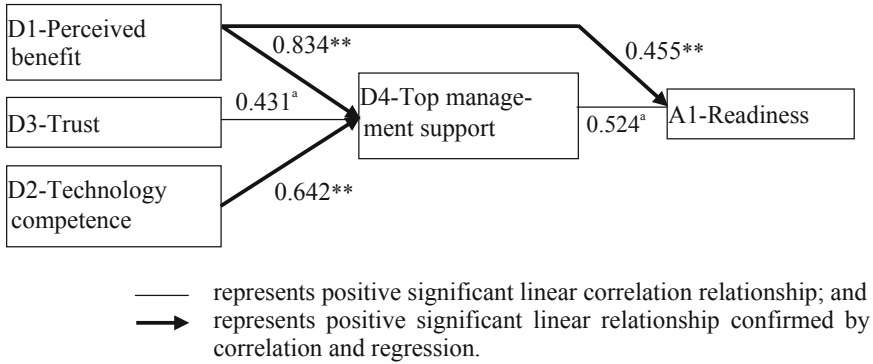 D1-Perceived
benefit
0.834**
0.455**
D3-Trust
0.431ᵃ
D4-Top manage-
ment support
0.524ᵃ
A1-Readiness
D2-Technology
competence
0.642**
represents positive significant linear correlation relationship; and
represents positive significant linear relationship confirmed by
correlation and regression.